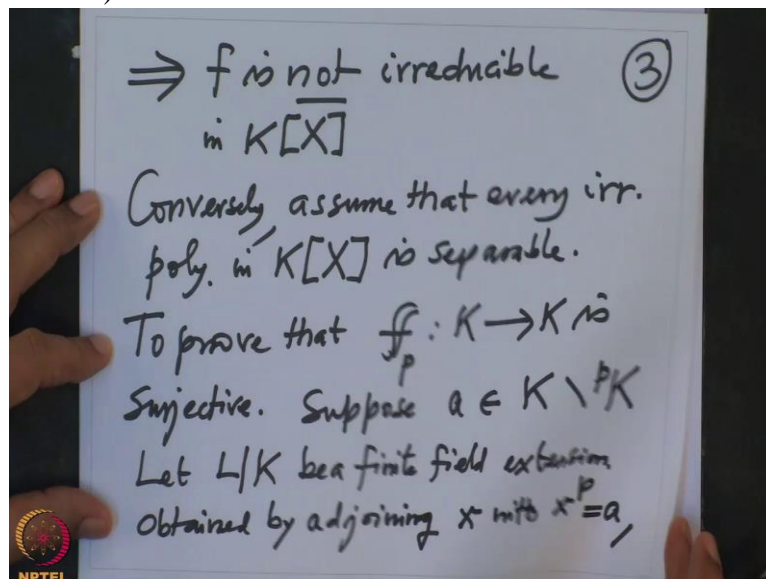 ⇒ f is not irreducible ③
in K[X]
Conversely, assume that every irr.
poly. in K[X] is separable.
To prove that f_p : K → K is
Surjective. Suppose a ∈ K \ ᵖK
Let L|K be a finite field extension
Obtained by adjoining x with x^p = a,
NPTEL